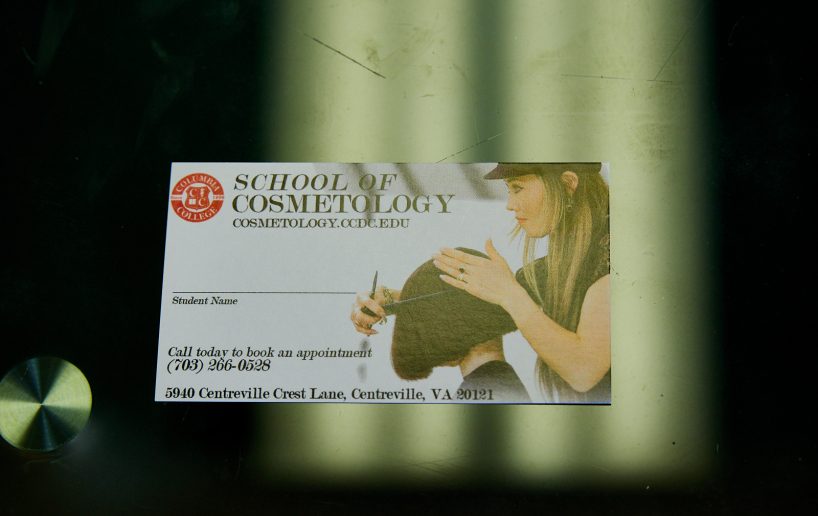 COLUMBIA
COLLEGE
SCHOOL OF
COSMETOLOGY
COSMETOLOGY.CCDC.EDU
Student Name
Call today to book an appointment
(703) 266-0528
5940 Centreville Crest Lane, Centreville, VA 20121